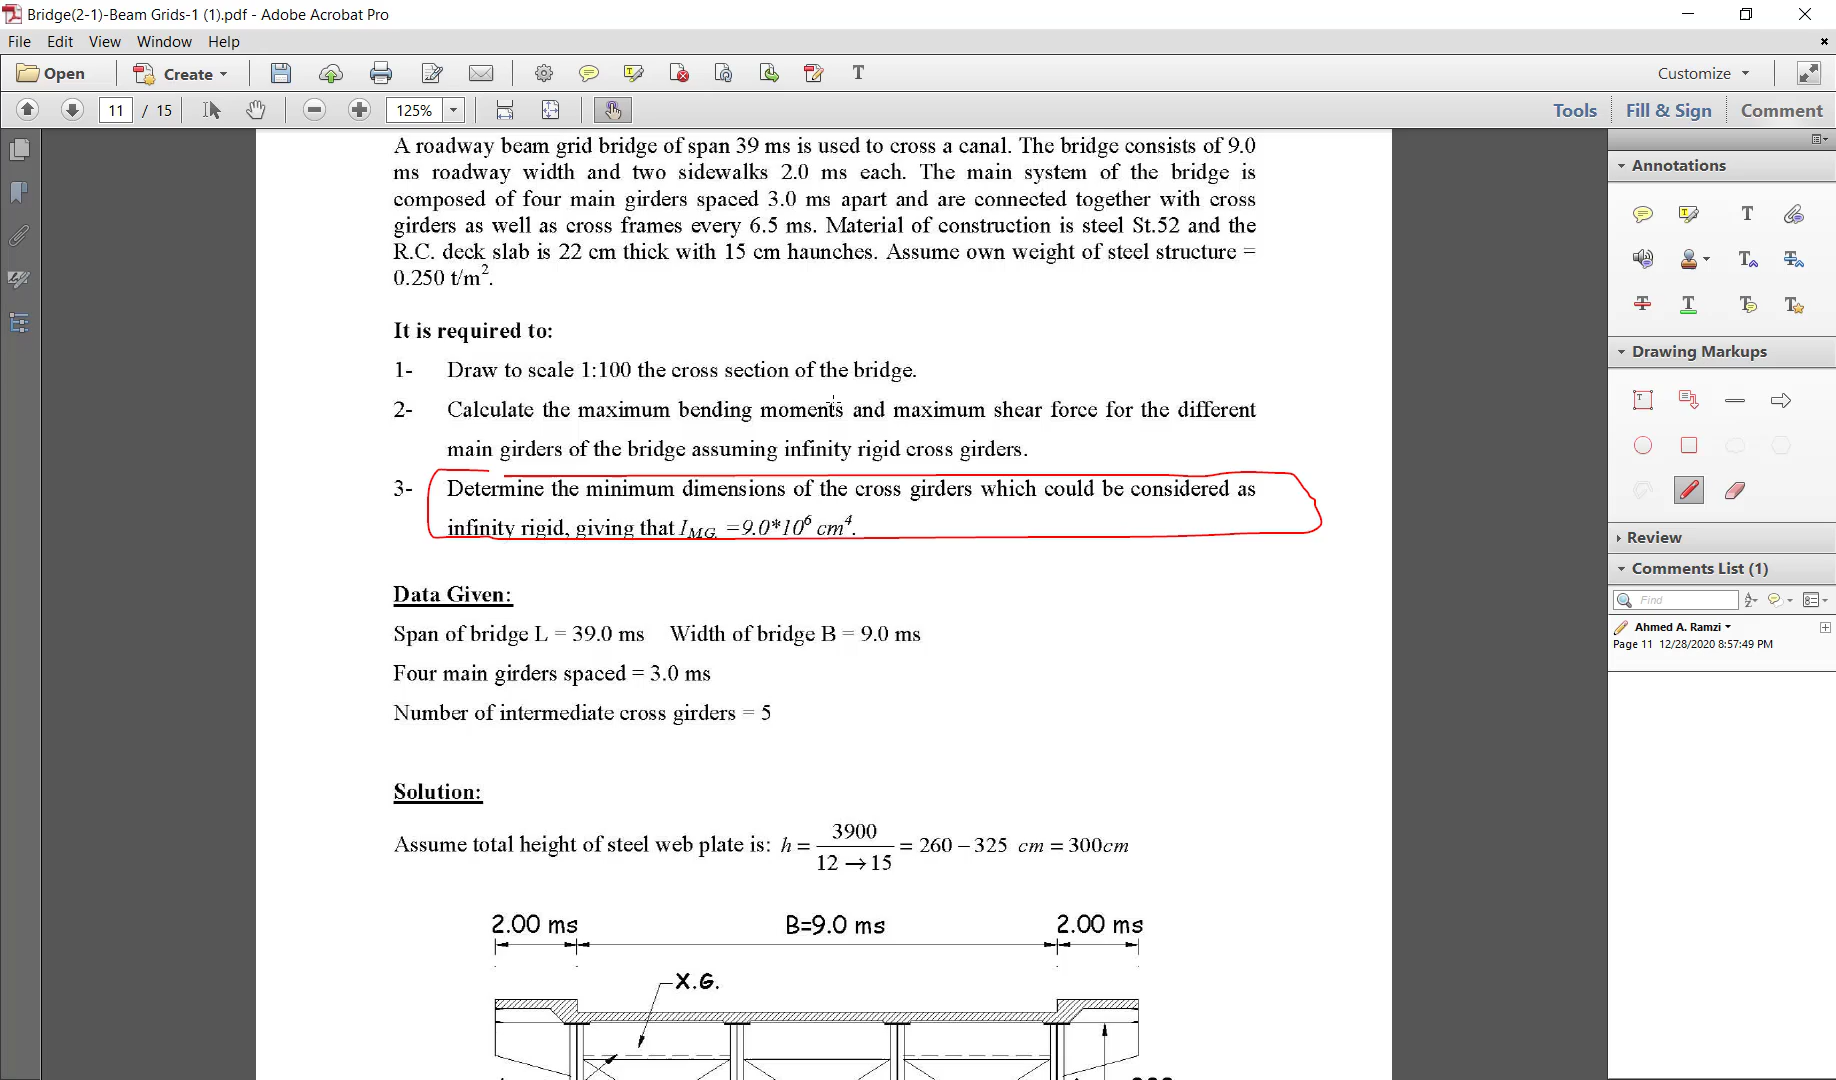 Bridge(2-1)-Beam Grids-1 (1).pdf - Adobe Acrobat Pro
File Edit View Window Help
Open Create Customize
11 / 15 125% Tools Fill & Sign Comment
A roadway beam grid bridge of span 39 ms is used to cross a canal. The bridge consists of 9.0
ms roadway width and two sidewalks 2.0 ms each. The main system of the bridge is
composed of four main girders spaced 3.0 ms apart and are connected together with cross
girders as well as cross frames every 6.5 ms. Material of construction is steel St.52 and the
R.C. deck slab is 22 cm thick with 15 cm haunches. Assume own weight of steel structure =
0.250 t/m².
It is required to:
1- Draw to scale 1:100 the cross section of the bridge.
2- Calculate the maximum bending moments and maximum shear force for the different
main girders of the bridge assuming infinity rigid cross girders.
3- Determine the minimum dimensions of the cross girders which could be considered as
infinity rigid, giving that I_MG. =9.0*10⁶ cm⁴.
Data Given:
Span of bridge L = 39.0 ms Width of bridge B = 9.0 ms
Four main girders spaced = 3.0 ms
Number of intermediate cross girders = 5
Solution:
Assume total height of steel web plate is: h = 3900 / 12 → 15 = 260 – 325 cm = 300cm
2.00 ms B=9.0 ms 2.00 ms
X.G.
Annotations
Drawing Markups
Review
Comments List (1)
Find
Ahmed A. Ramzi
Page 11 12/28/2020 8:57:49 PM